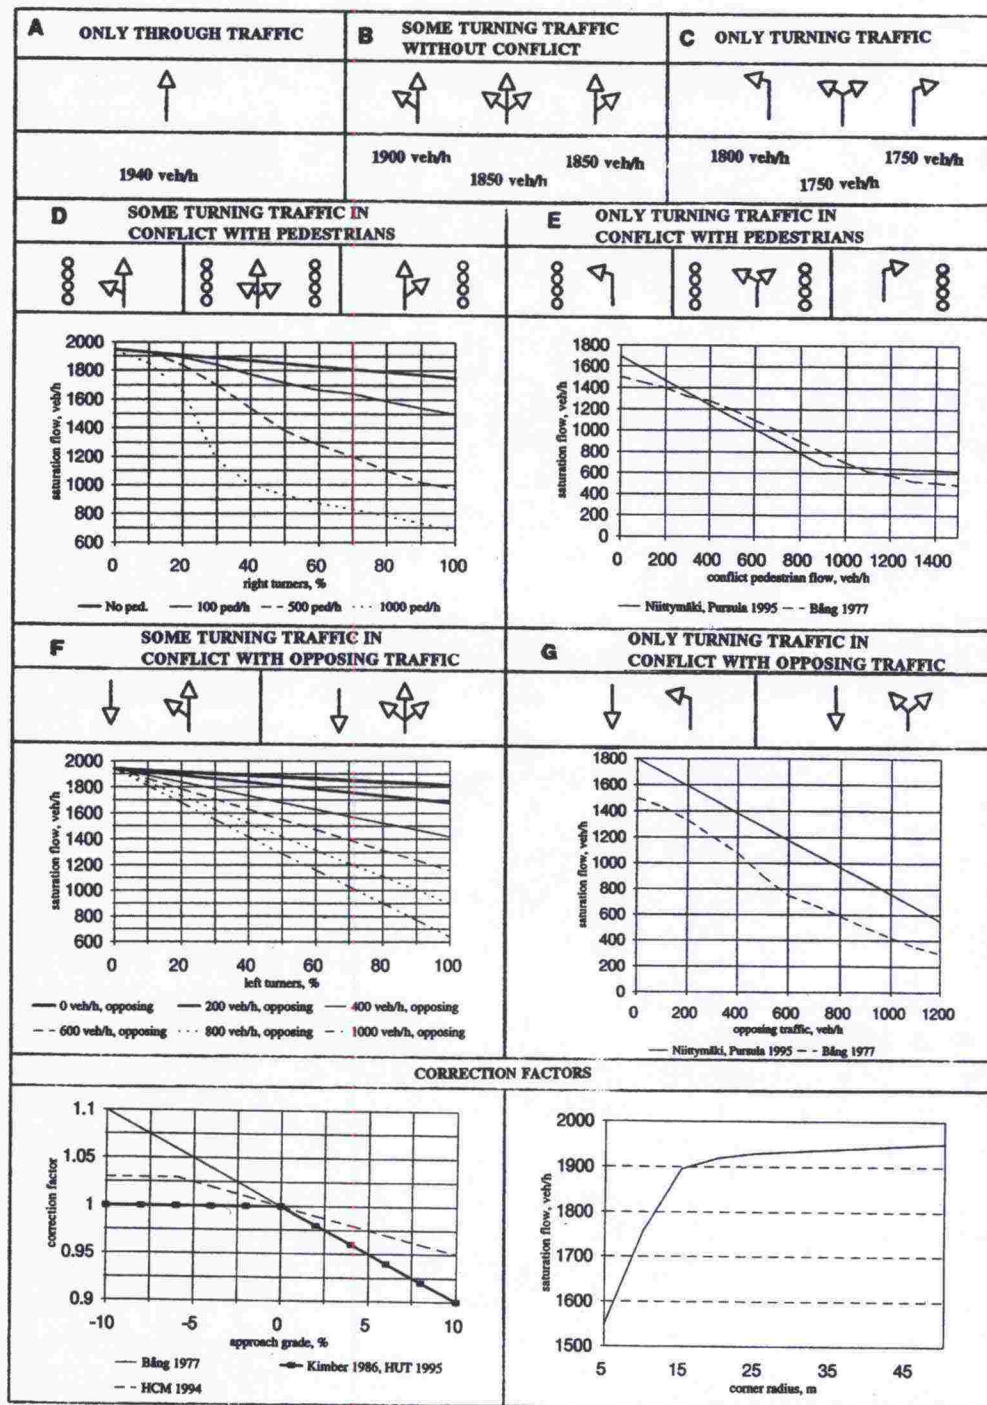 A ONLY THROUGH TRAFFIC
B SOME TURNING TRAFFIC
WITHOUT CONFLICT
C ONLY TURNING TRAFFIC
1940 veh/h
1900 veh/h
1850 veh/h
1850 veh/h
1800 veh/h
1750 veh/h
1750 veh/h
D SOME TURNING TRAFFIC IN
CONFLICT WITH PEDESTRIANS
E ONLY TURNING TRAFFIC IN
CONFLICT WITH PEDESTRIANS
saturation flow, veh/h
2000
1800
1600
1400
1200
1000
800
600
0 20 40 60 80 100
right turners, %
No ped. 100 ped/h 500 ped/h 1000 ped/h
saturation flow, veh/h
1800
1600
1400
1200
1000
800
600
400
200
0
0 200 400 600 800 1000 1200 1400
conflict pedestrian flow, veh/h
Niittymäki, Pursula 1995 Bång 1977
F SOME TURNING TRAFFIC IN
CONFLICT WITH OPPOSING TRAFFIC
G ONLY TURNING TRAFFIC IN
CONFLICT WITH OPPOSING TRAFFIC
saturation flow, veh/h
2000
1800
1600
1400
1200
1000
800
600
0 20 40 60 80 100
left turners, %
0 veh/h, opposing 200 veh/h, opposing 400 veh/h, opposing
600 veh/h, opposing 800 veh/h, opposing 1000 veh/h, opposing
saturation flow, veh/h
1800
1600
1400
1200
1000
800
600
400
200
0
0 200 400 600 800 1000 1200
opposing traffic, veh/h
Niittymäki, Pursula 1995 Bång 1977
CORRECTION FACTORS
correction factor
1.1
1.05
1
0.95
0.9
-10 -5 0 5 10
approach grade, %
Bång 1977 Kimber 1986, HUT 1995
HCM 1994
saturation flow, veh/h
2000
1900
1800
1700
1600
1500
5 15 25 35 45
corner radius, m